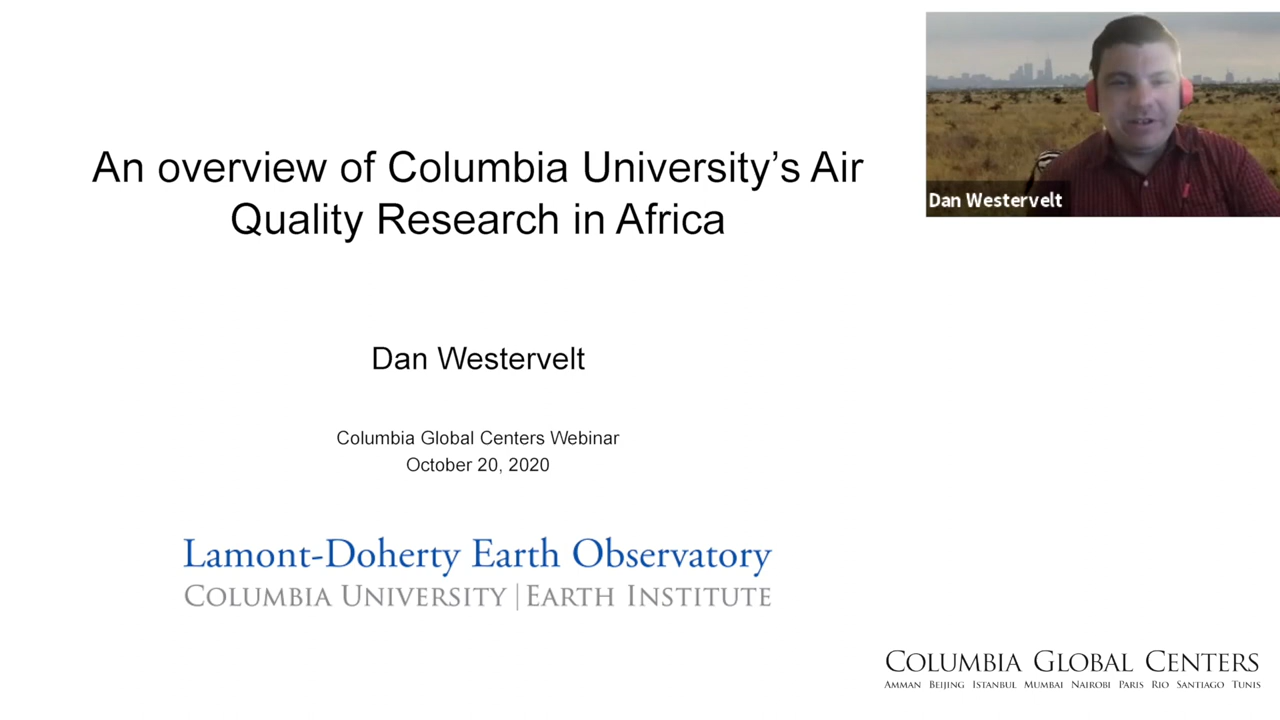 An overview of Columbia University’s Air
Quality Research in Africa
Dan Westervelt
Dan Westervelt
Columbia Global Centers Webinar
October 20, 2020
Lamont-Doherty Earth Observatory
COLUMBIA UNIVERSITY | EARTH INSTITUTE
COLUMBIA GLOBAL CENTERS
AMMAN BEIJING ISTANBUL MUMBAI NAIROBI PARIS RIO SANTIAGO TUNIS